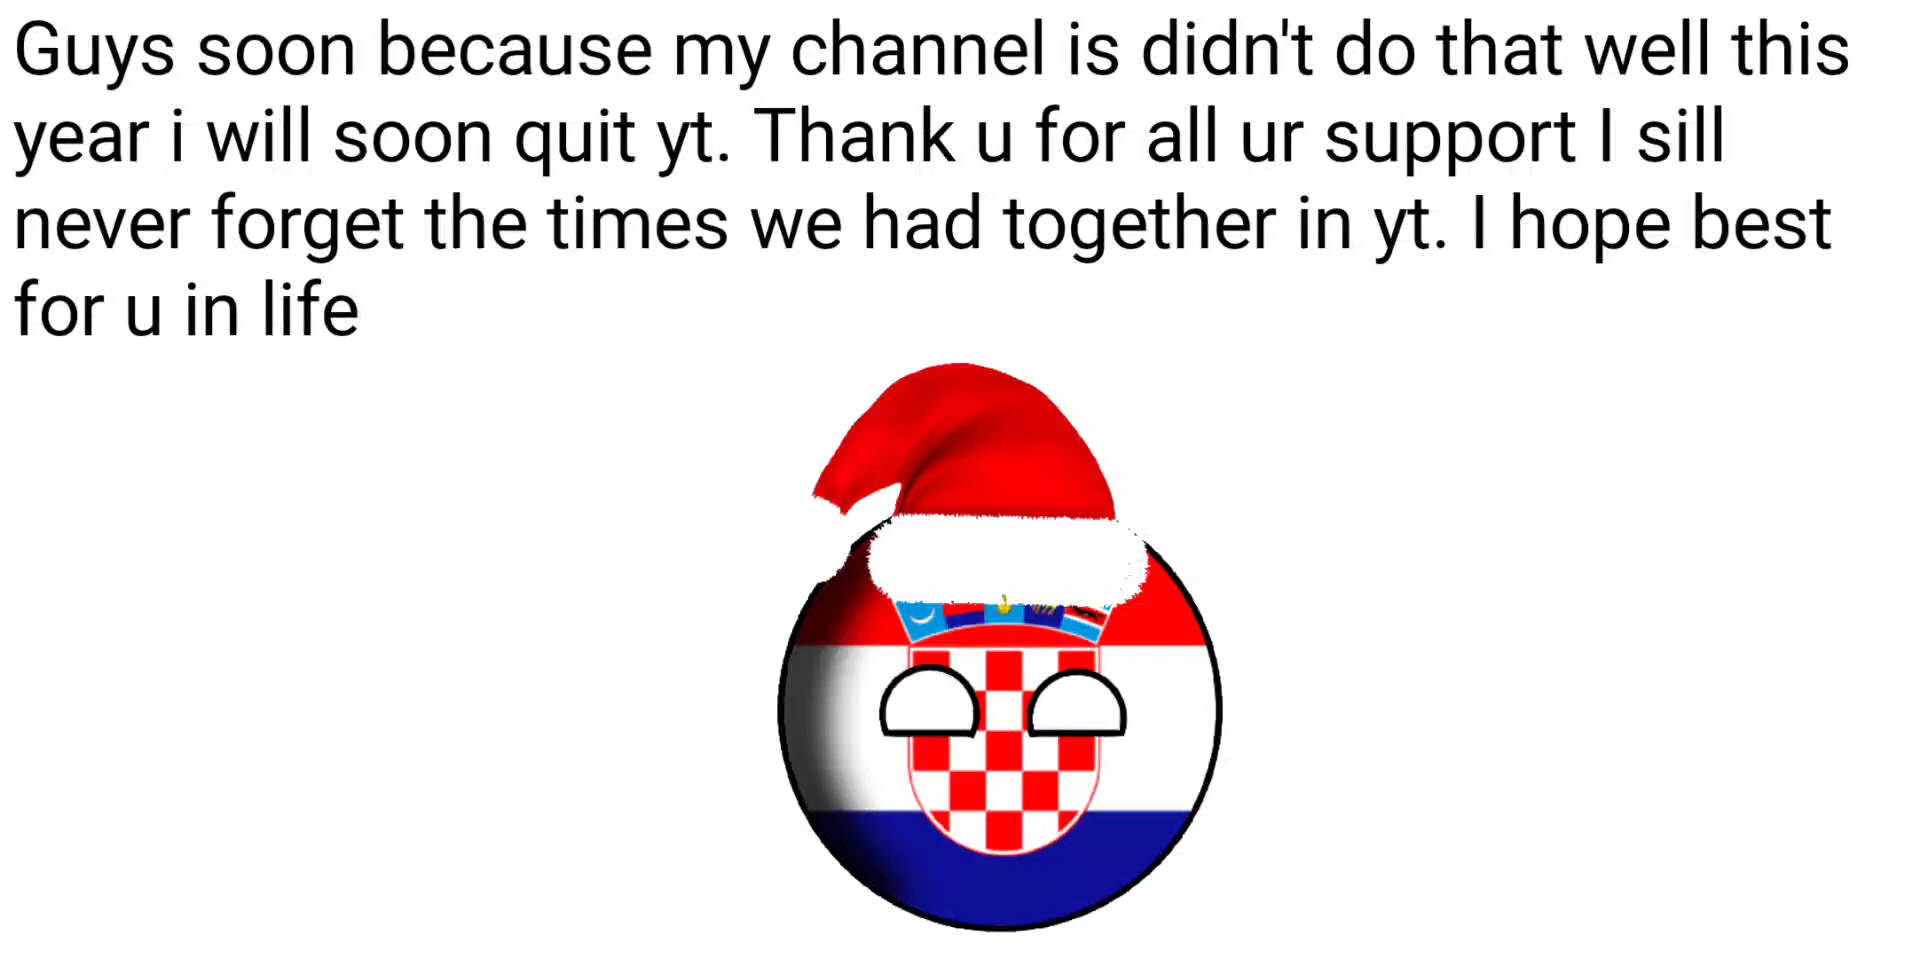 Guys soon because my channel is didn't do that well this
year i will soon quit yt. Thank u for all ur support I sill
never forget the times we had together in yt. I hope best
for u in life